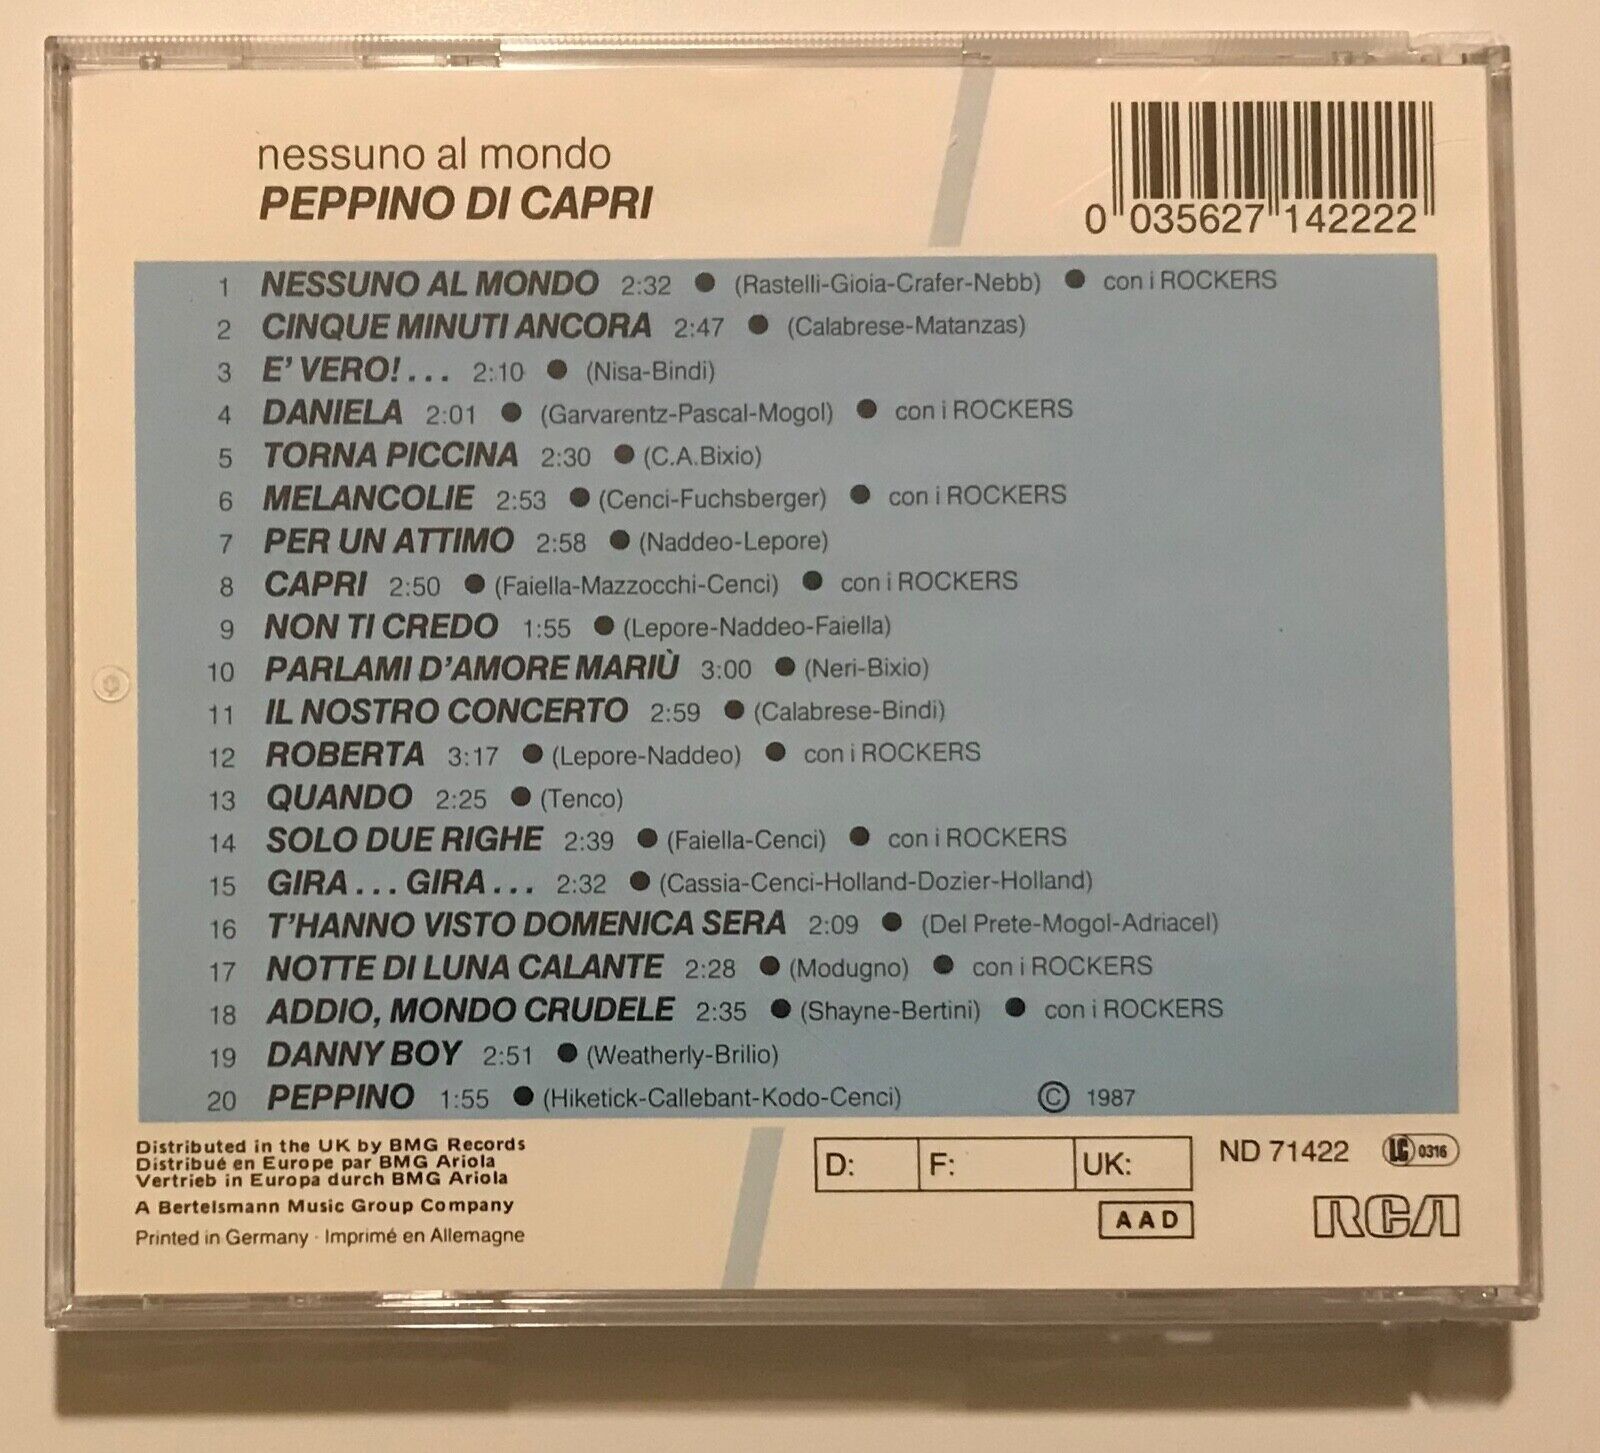 nessuno al mondo
PEPPINO DI CAPRI
0 035627 142222
1 NESSUNO AL MONDO 2:32 ● (Rastelli-Gioia-Crafer-Nebb) ● con i ROCKERS
2 CINQUE MINUTI ANCORA 2:47 ● (Calabrese-Matanzas)
3 E' VERO!... 2:10 ● (Nisa-Bindi)
4 DANIELA 2:01 ● (Garvarentz-Pascal-Mogol) ● con i ROCKERS
5 TORNA PICCINA 2:30 ● (C.A.Bixio)
6 MELANCOLIE 2:53 ● (Cenci-Fuchsberger) ● con i ROCKERS
7 PER UN ATTIMO 2:58 ● (Naddeo-Lepore)
8 CAPRI 2:50 ● (Faiella-Mazzocchi-Cenci) ● con i ROCKERS
9 NON TI CREDO 1:55 ● (Lepore-Naddeo-Faiella)
10 PARLAMI D'AMORE MARIÙ 3:00 ● (Neri-Bixio)
11 IL NOSTRO CONCERTO 2:59 ● (Calabrese-Bindi)
12 ROBERTA 3:17 ● (Lepore-Naddeo) ● con i ROCKERS
13 QUANDO 2:25 ● (Tenco)
14 SOLO DUE RIGHE 2:39 ● (Faiella-Cenci) ● con i ROCKERS
15 GIRA... GIRA... 2:32 ● (Cassia-Cenci-Holland-Dozier-Holland)
16 T'HANNO VISTO DOMENICA SERA 2:09 ● (Del Prete-Mogol-Adriacel)
17 NOTTE DI LUNA CALANTE 2:28 ● (Modugno) ● con i ROCKERS
18 ADDIO, MONDO CRUDELE 2:35 ● (Shayne-Bertini) ● con i ROCKERS
19 DANNY BOY 2:51 ● (Weatherly-Brilio)
20 PEPPINO 1:55 ● (Hiketick-Callebant-Kodo-Cenci) © 1987
Distributed in the UK by BMG Records
Distribué en Europe par BMG Ariola
Vertrieb in Europa durch BMG Ariola
A Bertelsmann Music Group Company
Printed in Germany · Imprimé en Allemagne
D: F: UK:
AAD
ND 71422 LC 0316
RCA